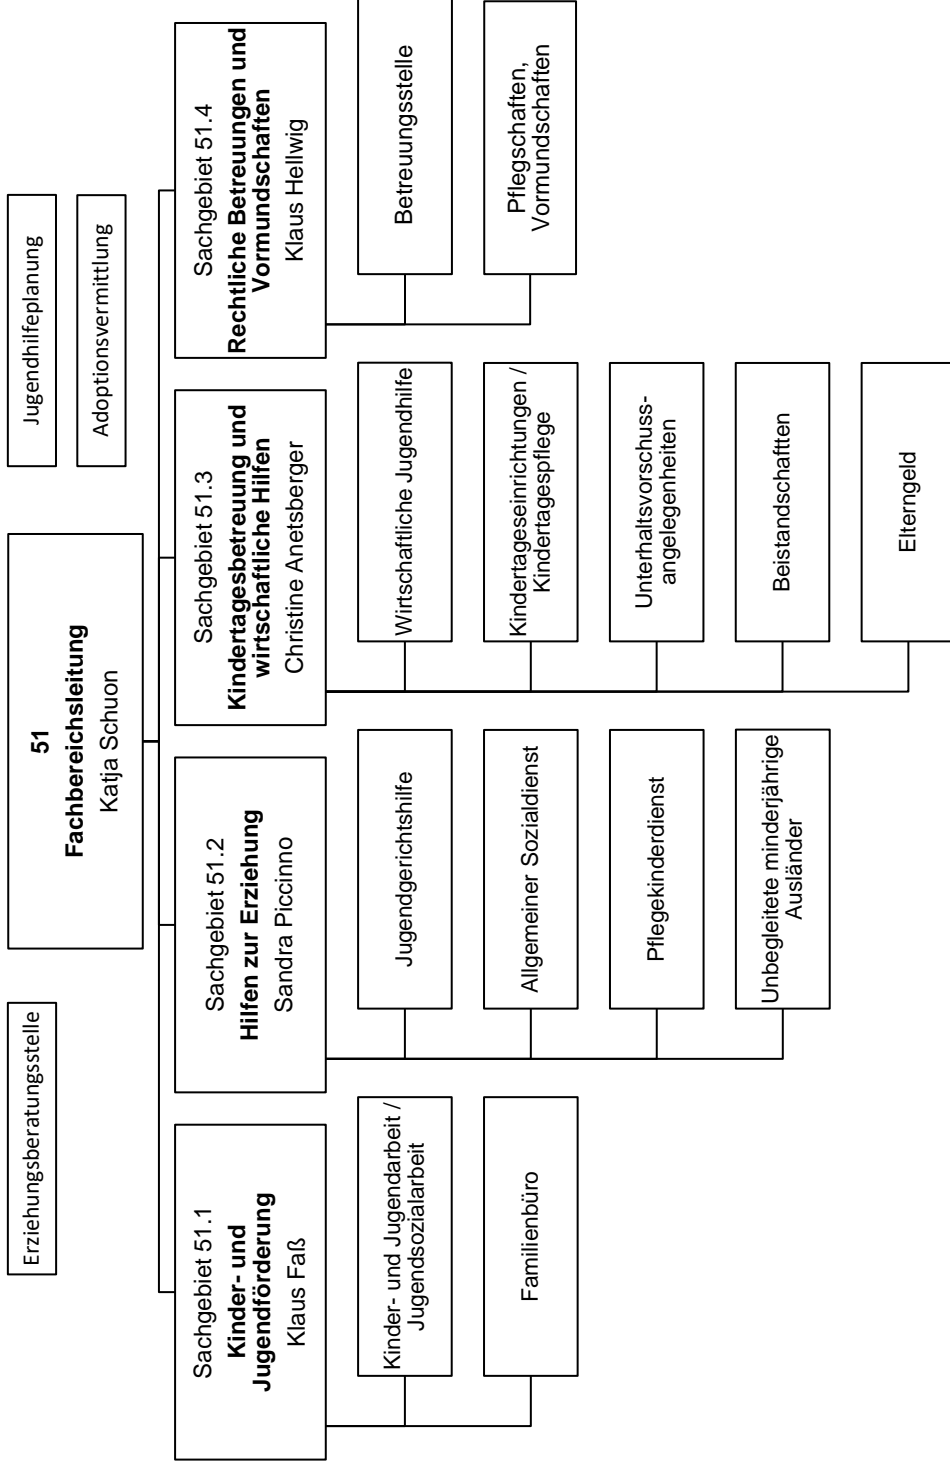 Erziehungsberatungsstelle
51
Fachbereichsleitung
Katja Schuon
Jugendhilfeplanung
Adoptionsvermittlung
Sachgebiet 51.1
Kinder- und
Jugendförderung
Klaus Faß
Kinder- und Jugendarbeit /
Jugendsozialarbeit
Familienbüro
Sachgebiet 51.2
Hilfen zur Erziehung
Sandra Piccinno
Jugendgerichtshilfe
Allgemeiner Sozialdienst
Pflegekinderdienst
Unbegleitete minderjährige
Ausländer
Sachgebiet 51.3
Kindertagesbetreuung und
wirtschaftliche Hilfen
Christine Anetsberger
Wirtschaftliche Jugendhilfe
Kindertageseinrichtungen /
Kindertagespflege
Unterhaltsvorschuss-
angelegenheiten
Beistandschaftten
Elterngeld
Sachgebiet 51.4
Rechtliche Betreuungen und
Vormundschaften
Klaus Hellwig
Betreuungsstelle
Pflegschaften,
Vormundschaften